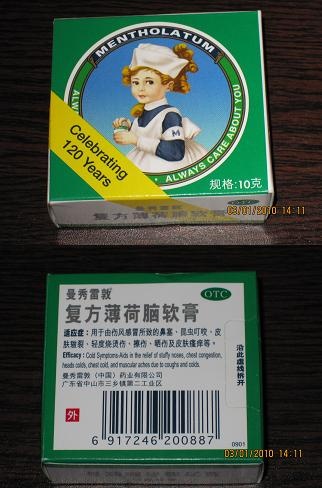 MENTHOLATUM
ALWAYS CARE ABOUT YOU
M
Celebrating
120 Years
规格:10克
曼秀雷敦
复方薄荷脑软膏
OTC
03/01/2010 14:11
曼秀雷敦
OTC
复方薄荷脑软膏
适应症：用于由伤风感冒所致的鼻塞、昆虫叮咬、皮
肤皲裂、轻度烧烫伤、擦伤、晒伤及皮肤瘙痒等。
Efficacy : Cold Symptoms-Aids in the relief of stuffy noses, chest congestion,
heads colds, chest cold, and muscular aches due to coughs and colds.
曼秀雷敦（中国）药业有限公司
广东省中山市三乡镇第二工业区
沿此虚线拆开
外
6 917246 200887
0901
03/01/2010 14:11